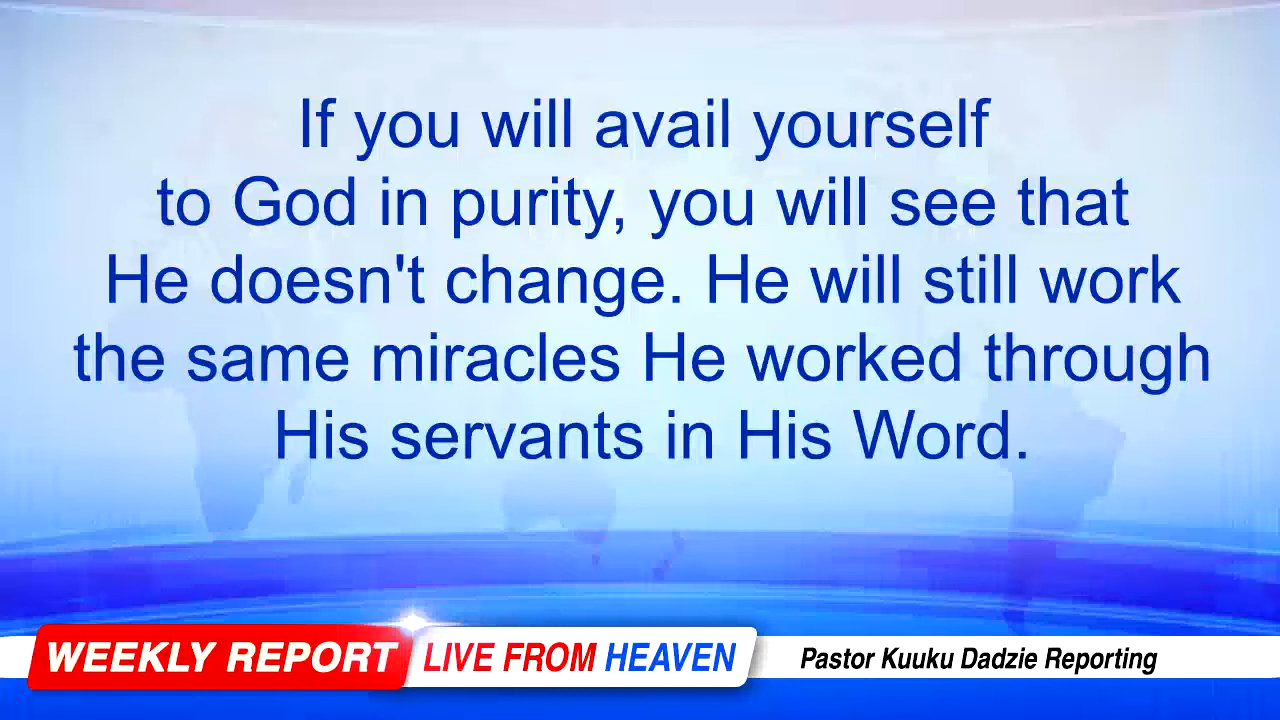 If you will avail yourself
to God in purity, you will see that
He doesn't change. He will still work
the same miracles He worked through
His servants in His Word.
WEEKLY REPORT LIVE FROM HEAVEN Pastor Kuuku Dadzie Reporting